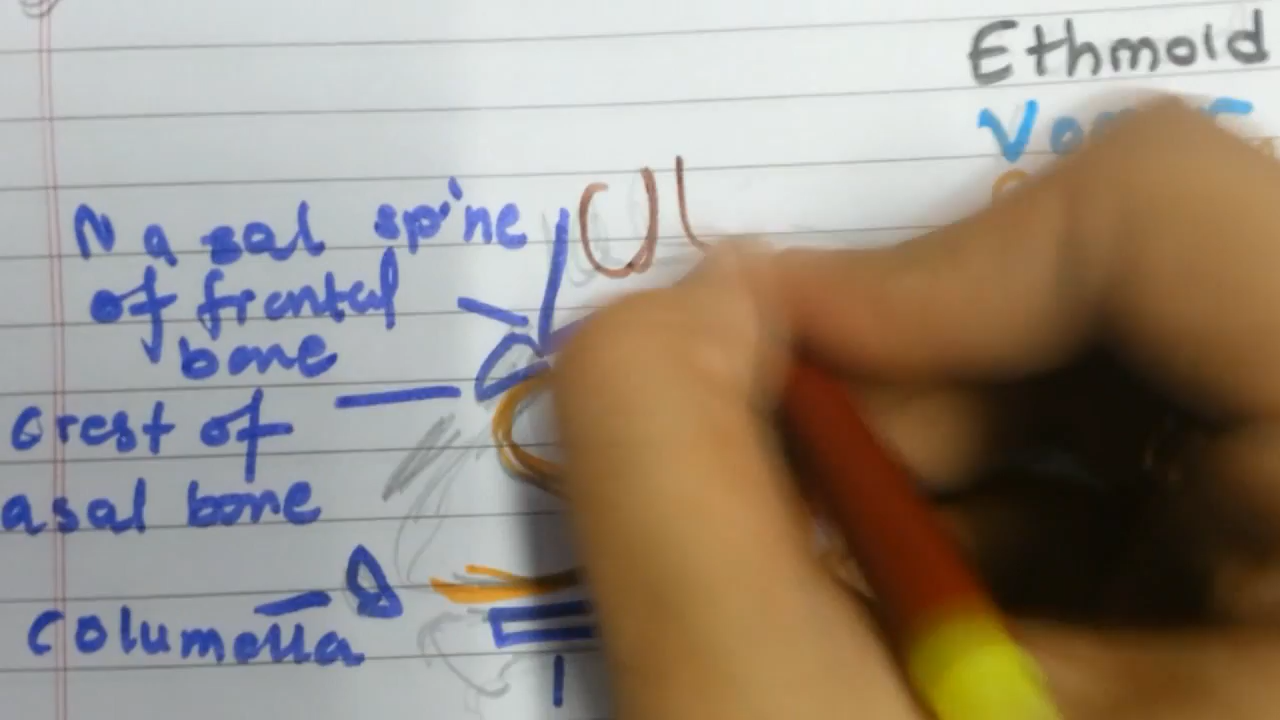 Ethmoid
Nasal spine
of frontal
bone
crest of
asal bone
columella